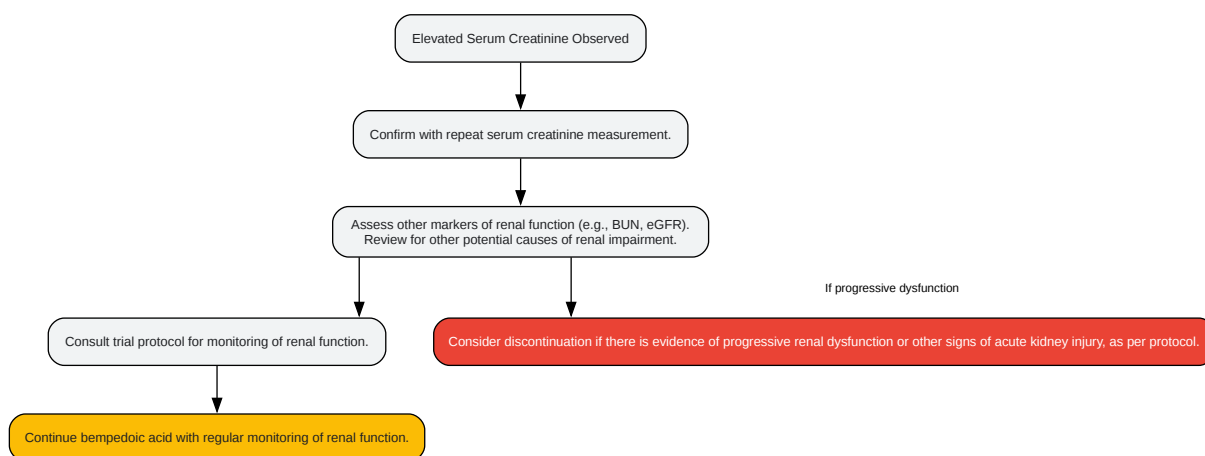 Elevated Serum Creatinine Observed
Confirm with repeat serum creatinine measurement.
Assess other markers of renal function (e.g., BUN, eGFR).
Review for other potential causes of renal impairment.
If progressive dysfunction
Consult trial protocol for monitoring of renal function.
Consider discontinuation if there is evidence of progressive renal dysfunction or other signs of acute kidney injury, as per protocol.
Continue bempedoic acid with regular monitoring of renal function.